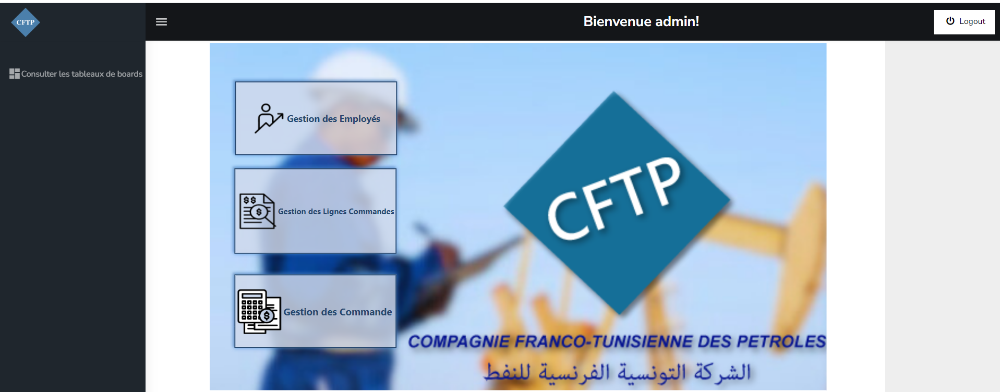 CFTP
Bienvenue admin!
Logout
Consulter les tableaux de boards
Gestion des Employés
$$
$
Gestion des Lignes Commandes
$
Gestion des Commande
CFTP
COMPAGNIE FRANCO-TUNISIENNE DES PETROLES
الشركة التونسية الفرنسية للنفط